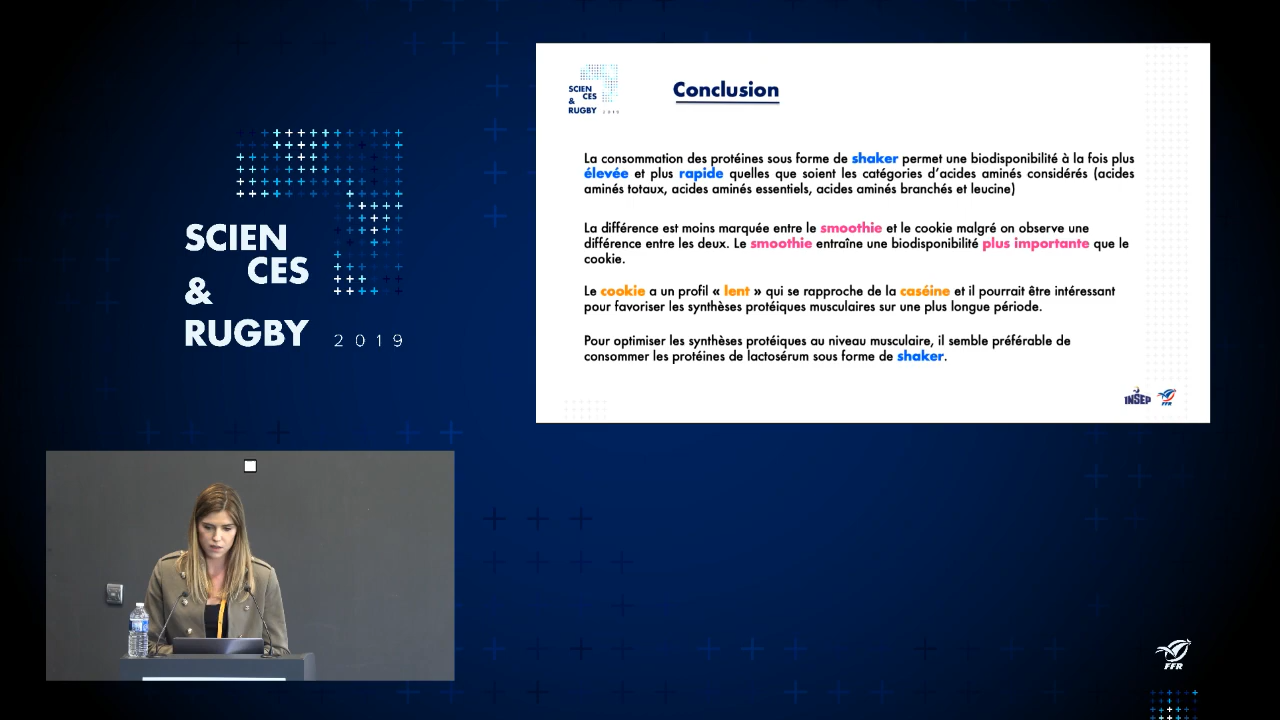 SCIEN
CES
&
RUGBY 2019
SCIEN
CES
&
RUGBY 2019
Conclusion
La consommation des protéines sous forme de shaker permet une biodisponibilité à la fois plus
élevée et plus rapide quelles que soient les catégories d'acides aminés considérés (acides
aminés totaux, acides aminés essentiels, acides aminés branchés et leucine)
La différence est moins marquée entre le smoothie et le cookie malgré on observe une
différence entre les deux. Le smoothie entraîne une biodisponibilité plus importante que le
cookie.
Le cookie a un profil « lent » qui se rapproche de la caséine et il pourrait être intéressant
pour favoriser les synthèses protéiques musculaires sur une plus longue période.
Pour optimiser les synthèses protéiques au niveau musculaire, il semble préférable de
consommer les protéines de lactosérum sous forme de shaker.
INSEP
FFR
FFR